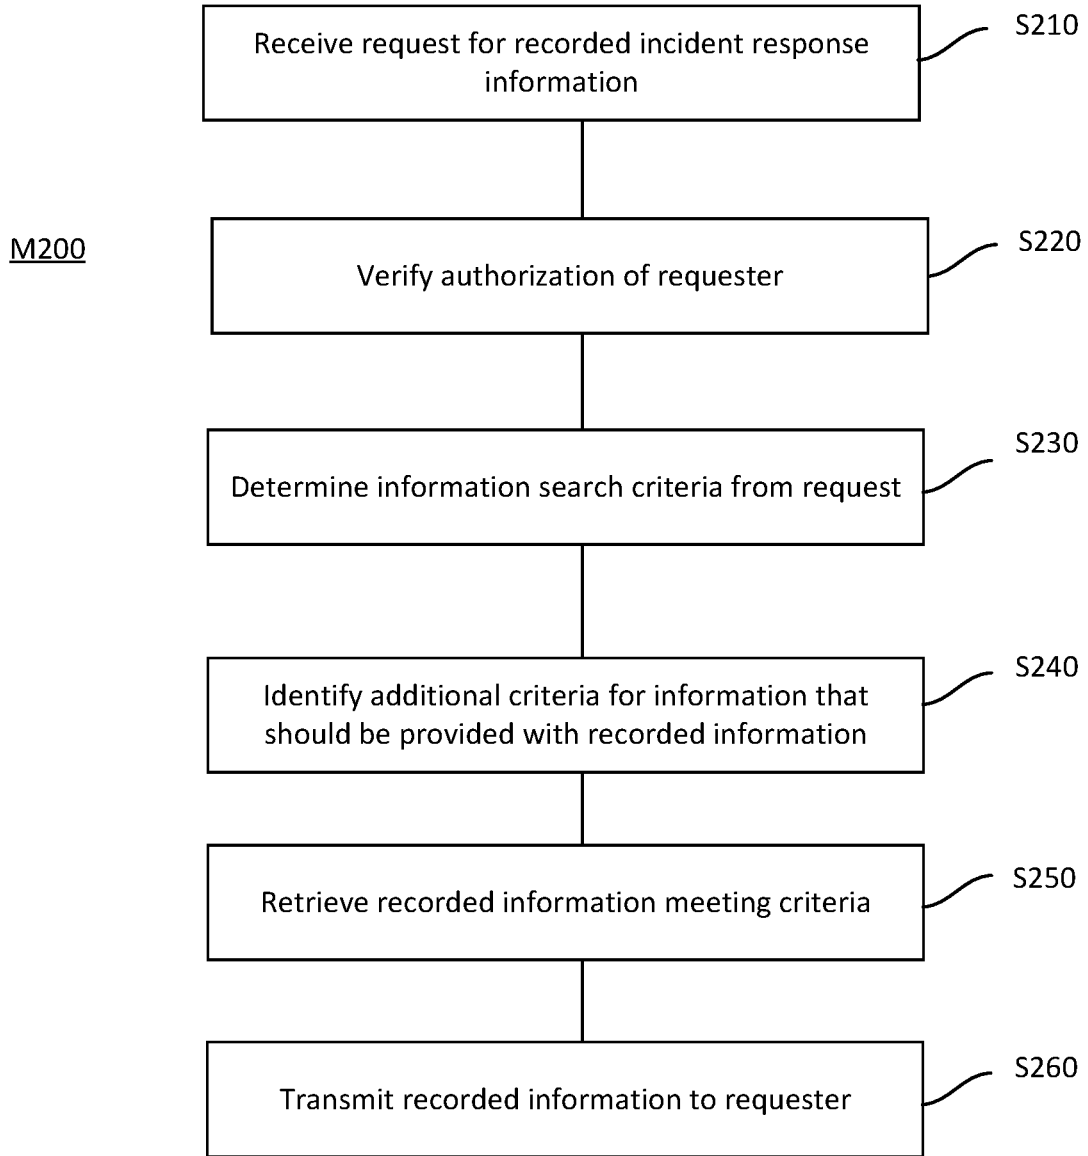 Receive request for recorded incident response
information
S210
M200
Verify authorization of requester
S220
Determine information search criteria from request
S230
Identify additional criteria for information that
should be provided with recorded information
S240
Retrieve recorded information meeting criteria
S250
Transmit recorded information to requester
S260